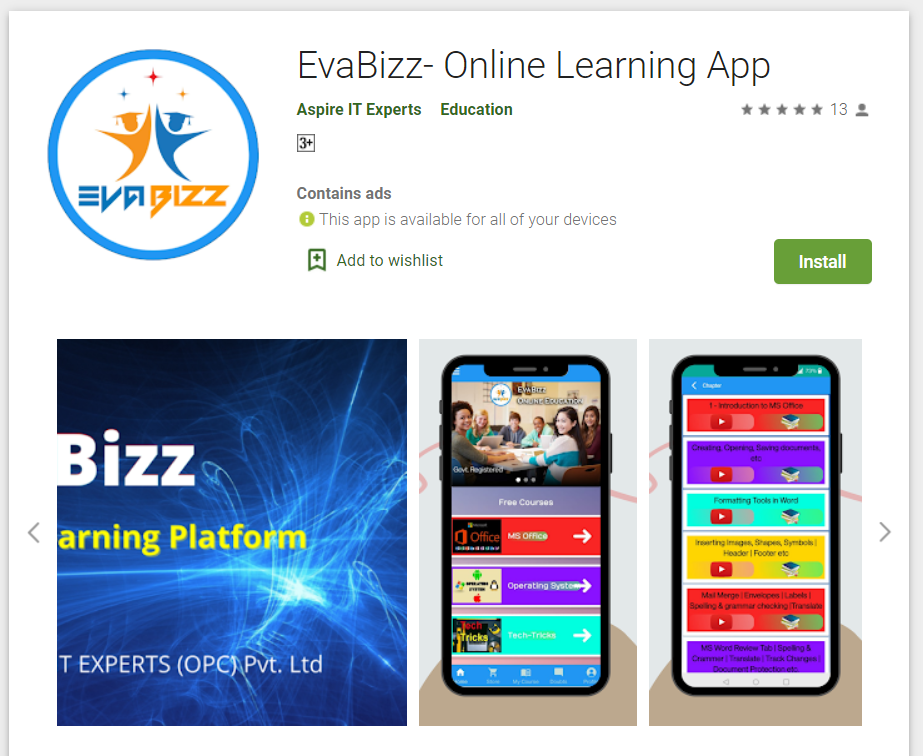 EvaBizz- Online Learning App
Aspire IT Experts Education 13
3+
Contains ads
This app is available for all of your devices
Add to wishlist
Install
EVA BIZZ
Bizz
arning Platform
T EXPERTS (OPC) Pvt. Ltd
EvaBizz
ONLINE EDUCATION
Govt. Registered
Free Courses
Office
MS Office
OPERATING
SYSTEM
Operating System
Tech
Tricks
Tech-Tricks
Home Store My Course Profile
73%
Chapter
1 - Introduction to MS Office
Creating, Opening, Saving documents,
etc
Formatting Tools in Word
Inserting Images, Shapes, Symbols |
Header | Footer etc
Mail Merge | Envelopes | Labels |
Spelling & grammar checking |Translate
MS Word Review Tab | Spelling &
Grammer | Translate | Track Changes |
Document Protection etc.